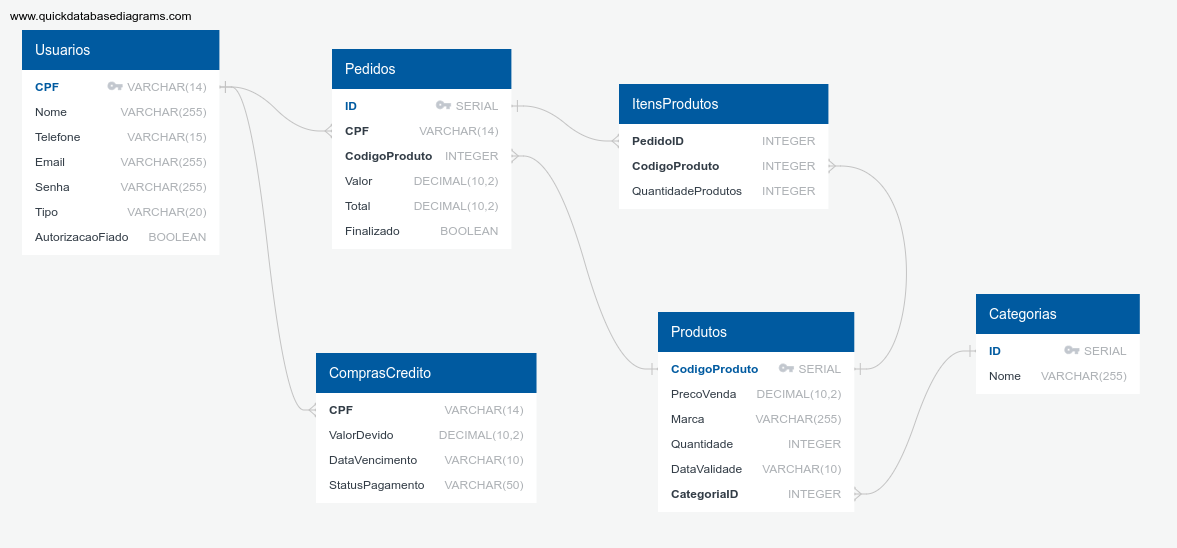 www.quickdatabasediagrams.com
Usuarios
CPF VARCHAR(14)
Nome VARCHAR(255)
Telefone VARCHAR(15)
Email VARCHAR(255)
Senha VARCHAR(255)
Tipo VARCHAR(20)
AutorizacaoFiado BOOLEAN
Pedidos
ID SERIAL
CPF VARCHAR(14)
CodigoProduto INTEGER
Valor DECIMAL(10,2)
Total DECIMAL(10,2)
Finalizado BOOLEAN
ItensProdutos
PedidoID INTEGER
CodigoProduto INTEGER
QuantidadeProdutos INTEGER
ComprasCredito
CPF VARCHAR(14)
ValorDevido DECIMAL(10,2)
DataVencimento VARCHAR(10)
StatusPagamento VARCHAR(50)
Produtos
CodigoProduto SERIAL
PrecoVenda DECIMAL(10,2)
Marca VARCHAR(255)
Quantidade INTEGER
DataValidade VARCHAR(10)
CategoriaID INTEGER
Categorias
ID SERIAL
Nome VARCHAR(255)